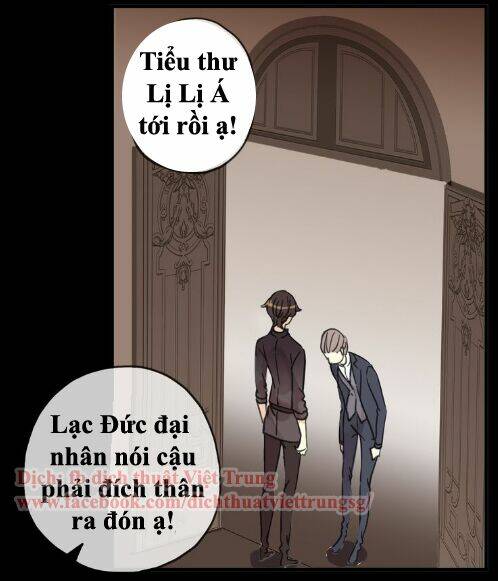 Tiểu thư
Lị Lị Á
tới rồi ạ!
Lạc Đức đại
nhân nói cậu
Dịch: fb dịch thuật Việt Trung
phải đích thân
www.facebook.com/dichthuatviettrungsg/
ra đón ạ!